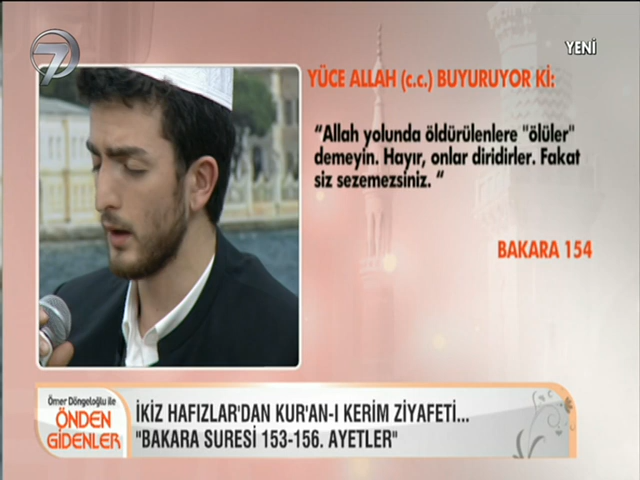 7
YENİ
YÜCE ALLAH (c.c.) BUYURUYOR Kİ:
“Allah yolunda öldürülenlere "ölüler"
demeyin. Hayır, onlar diridirler. Fakat
siz sezemezsiniz. “
BAKARA 154
Ömer Döngeloğlu ile
ÖNDEN
GİDENLER
İKİZ HAFIZLAR'DAN KUR'AN-I KERİM ZİYAFETİ...
"BAKARA SURESİ 153-156. AYETLER"